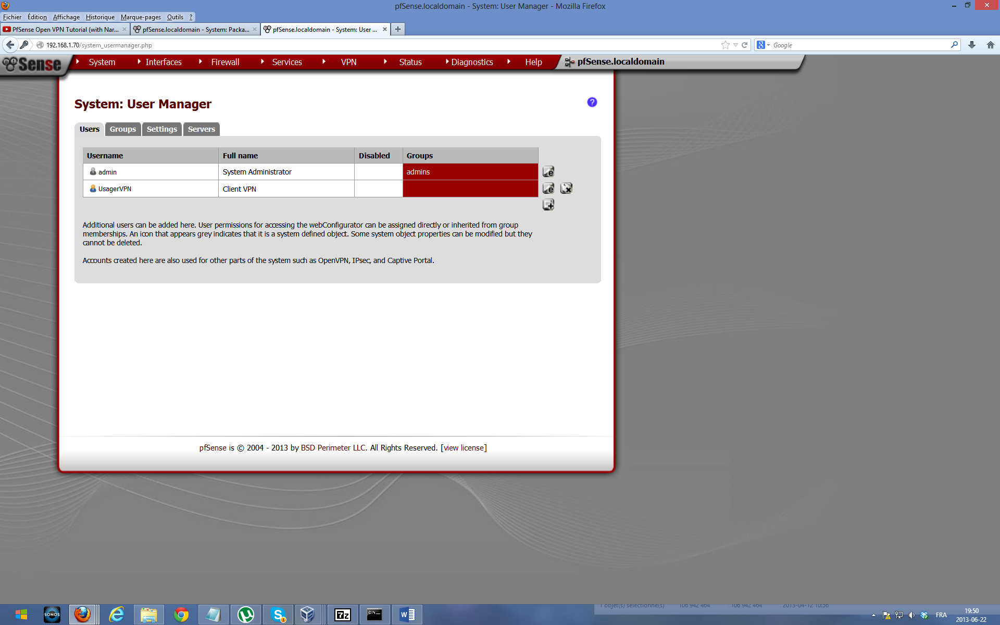 pfSense.localdomain - System: User Manager - Mozilla Firefox
Fichier Édition Affichage Historique Marque-pages Outils ?
PfSense Open VPN Tutorial (with Nar...
pfSense.localdomain - System: Packa...
pfSense.localdomain - System: User ...
192.168.1.70/system_usermanager.php
Google
Sense
System
Interfaces
Firewall
Services
VPN
Status
Diagnostics
Help
pfSense.localdomain
System: User Manager
?
Users Groups Settings Servers
Username Full name Disabled Groups
admin System Administrator admins
UsagerVPN Client VPN
Additional users can be added here. User permissions for accessing the webConfigurator can be assigned directly or inherited from group
memberships. An icon that appears grey indicates that it is a system defined object. Some system object properties can be modified but they
cannot be deleted.
Accounts created here are also used for other parts of the system such as OpenVPN, IPsec, and Captive Portal.
pfSense is © 2004 - 2013 by BSD Perimeter LLC. All Rights Reserved. [view license]
1 objet(s) sélectionné(s) 106 942 464 106 942 464 2013-04-12 10:56
SONOS
7z
C:\_
FRA
19:50
2013-06-22